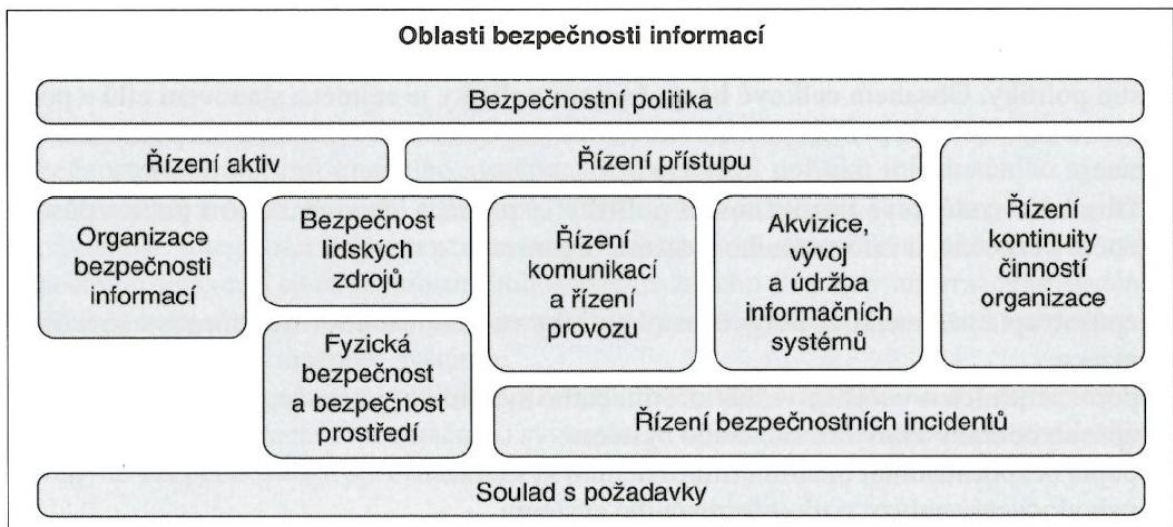 Oblasti bezpečnosti informací
Bezpečnostní politika
Řízení aktiv
Řízení přístupu
Organizace
bezpečnosti
informací
Bezpečnost
lidských
zdrojů
Řízení
komunikací
a řízení
provozu
Akvizice,
vývoj
a údržba
informačních
systémů
Řízení
kontinuity
činností
organizace
Fyzická
bezpečnost
a bezpečnost
prostředí
Řízení bezpečnostních incidentů
Soulad s požadavky